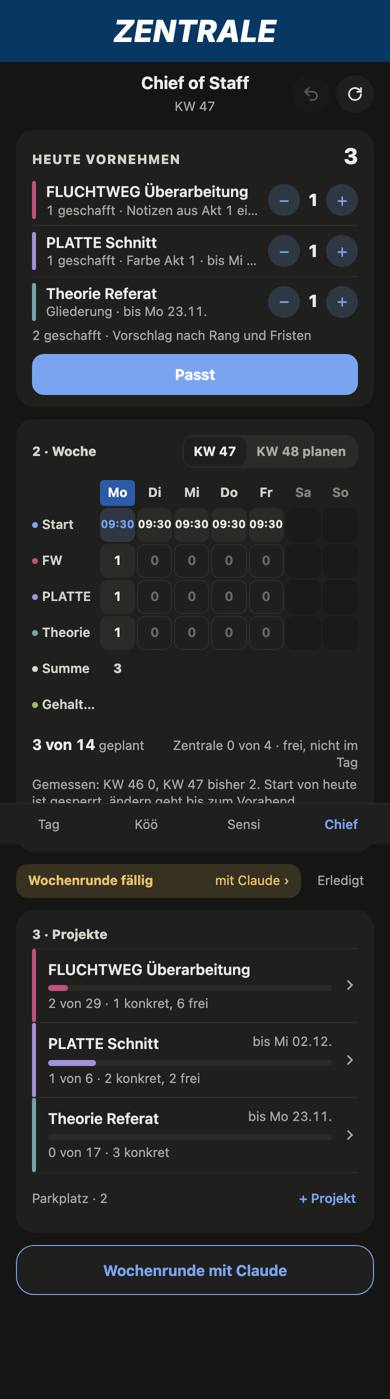 ZENTRALE
Chief of Staff
KW 47
HEUTE VORNEHMEN 3
FLUCHTWEG Überarbeitung − 1 +
1 geschafft · Notizen aus Akt 1 ei...
PLATTE Schnitt − 1 +
1 geschafft · Farbe Akt 1 · bis Mi ...
Theorie Referat − 1 +
Gliederung · bis Mo 23.11.
2 geschafft · Vorschlag nach Rang und Fristen
Passt
2 · Woche KW 47 KW 48 planen
Mo Di Mi Do Fr Sa So
Start 09:30 09:30 09:30 09:30 09:30
FW 1 0 0 0 0
PLATTE 1 0 0 0 0
Theorie 1 0 0 0 0
Summe 3
Gehalt...
3 von 14 geplant Zentrale 0 von 4 · frei, nicht im
Tag
Gemessen: KW 46 0, KW 47 bisher 2. Start von heute
ist gesperrt, ändern geht bis zum Vorabend
Tag Köö Sensi Chief
Wochenrunde fällig mit Claude › Erledigt
3 · Projekte
FLUCHTWEG Überarbeitung
2 von 29 · 1 konkret, 6 frei
PLATTE Schnitt bis Mi 02.12.
1 von 6 · 2 konkret, 2 frei
Theorie Referat bis Mo 23.11.
0 von 17 · 3 konkret
Parkplatz · 2 + Projekt
Wochenrunde mit Claude